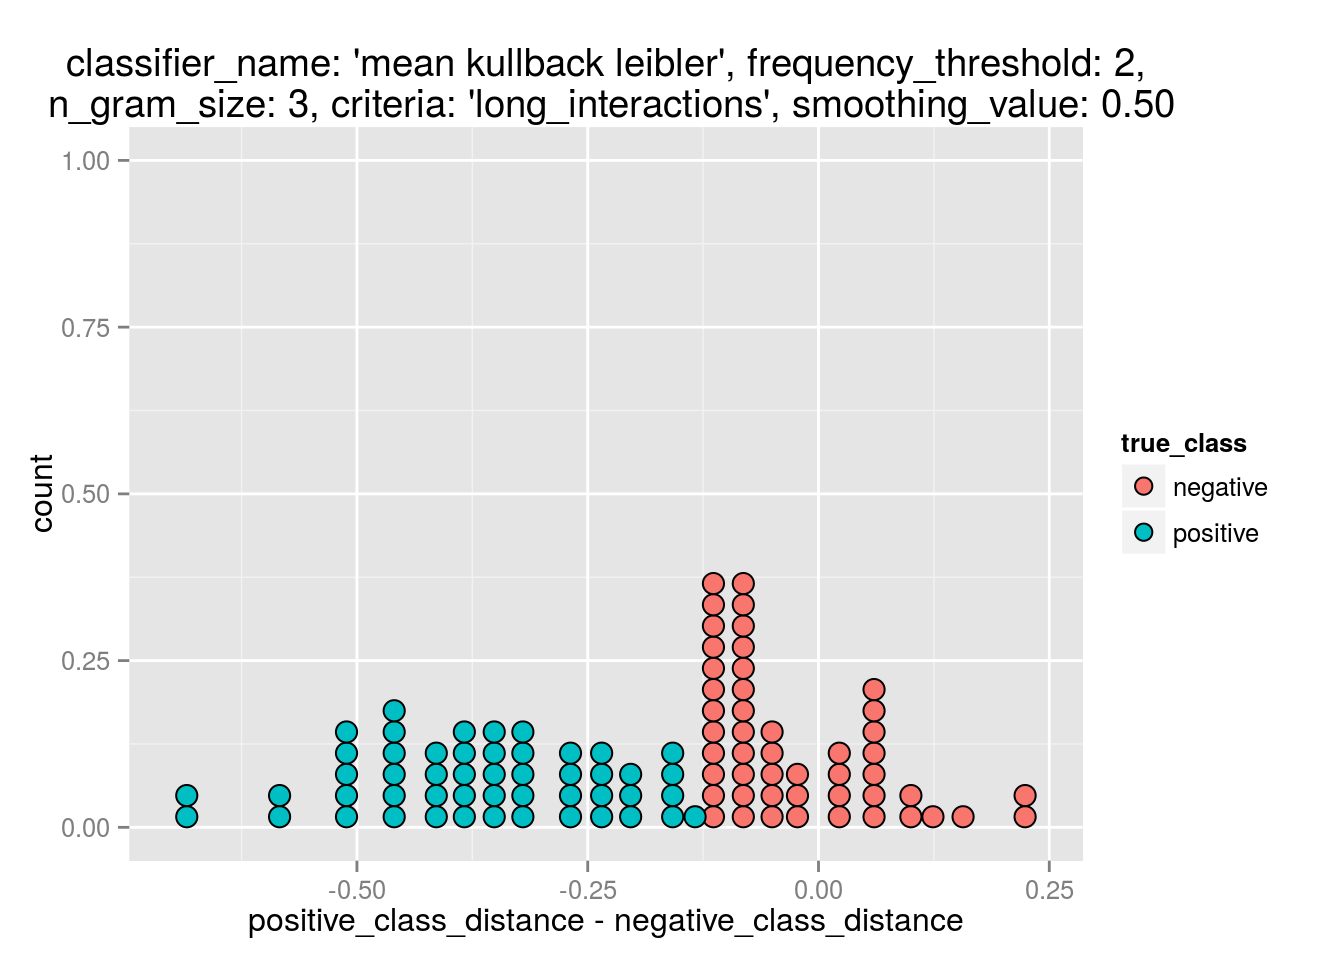 classifier_name: 'mean kullback leibler', frequency_threshold: 2,
n_gram_size: 3, criteria: 'long_interactions', smoothing_value: 0.50
1.00
0.75
0.50
0.25
0.00
count
-0.50
-0.25
0.00
0.25
positive_class_distance - negative_class_distance
true_class
negative
positive